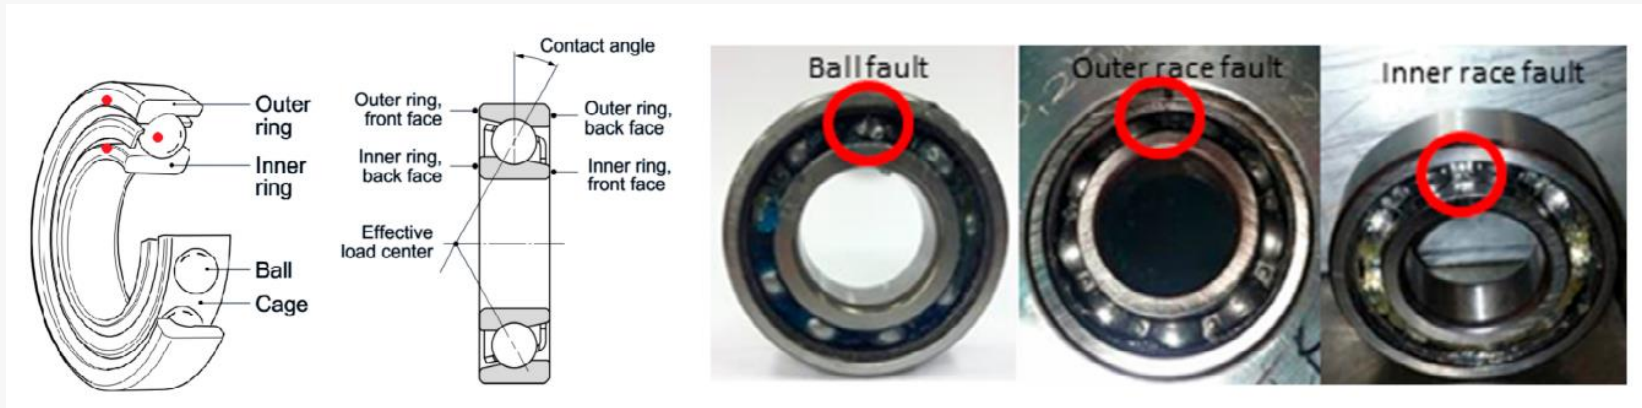 Outer
ring
Inner
ring
Ball
Cage
Contact angle
Outer ring,
front face
Outer ring,
back face
Inner ring,
back face
Inner ring,
front face
Effective
load center
Ball fault
Outer race fault
Inner race fault